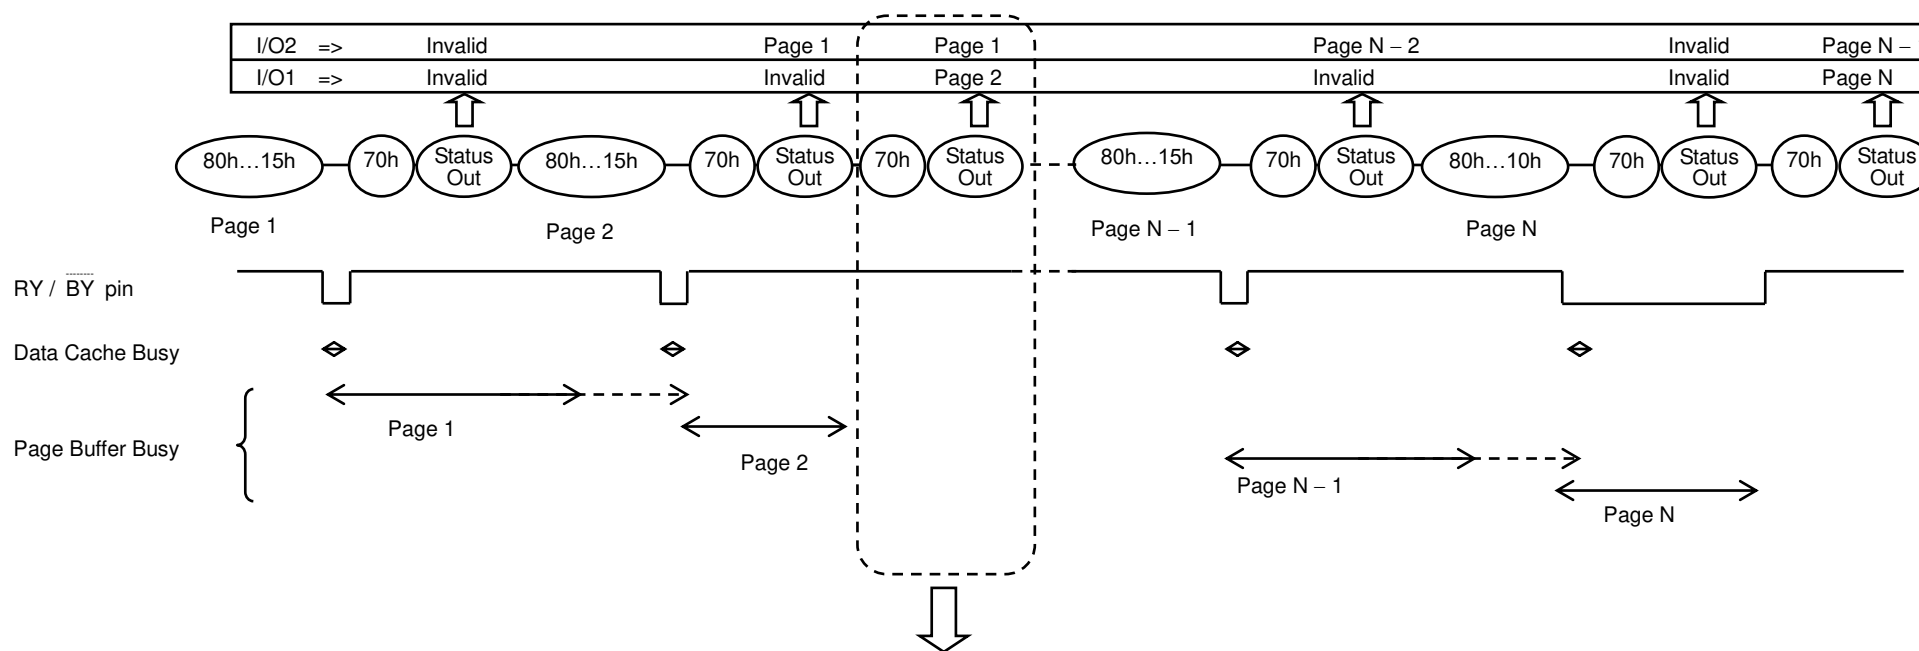 I/O2 => Invalid Page 1 Page 1 Page N − 2 Invalid Page N −
I/O1 => Invalid Invalid Page 2 Invalid Invalid Page N
80h…15h 70h Status Out 80h…15h 70h Status Out 70h Status Out 80h…15h 70h Status Out 80h…10h 70h Status Out 70h Status Out
Page 1 Page 2 Page N − 1 Page N
RY / BY pin
Data Cache Busy
Page Buffer Busy
Page 1
Page 2
Page N − 1
Page N